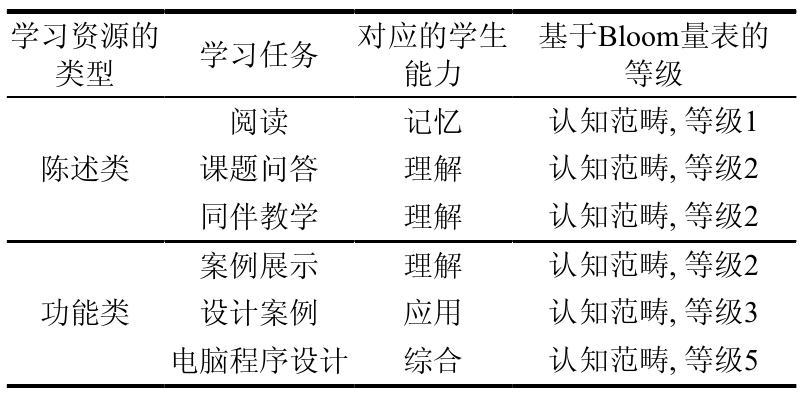 学习资源的类型 学习任务 对应的学生能力 基于Bloom量表的等级
阅读 记忆 认知范畴, 等级1
陈述类 课题问答 理解 认知范畴, 等级2
同伴教学 理解 认知范畴, 等级2
案例展示 理解 认知范畴, 等级2
功能类 设计案例 应用 认知范畴, 等级3
电脑程序设计 综合 认知范畴, 等级5